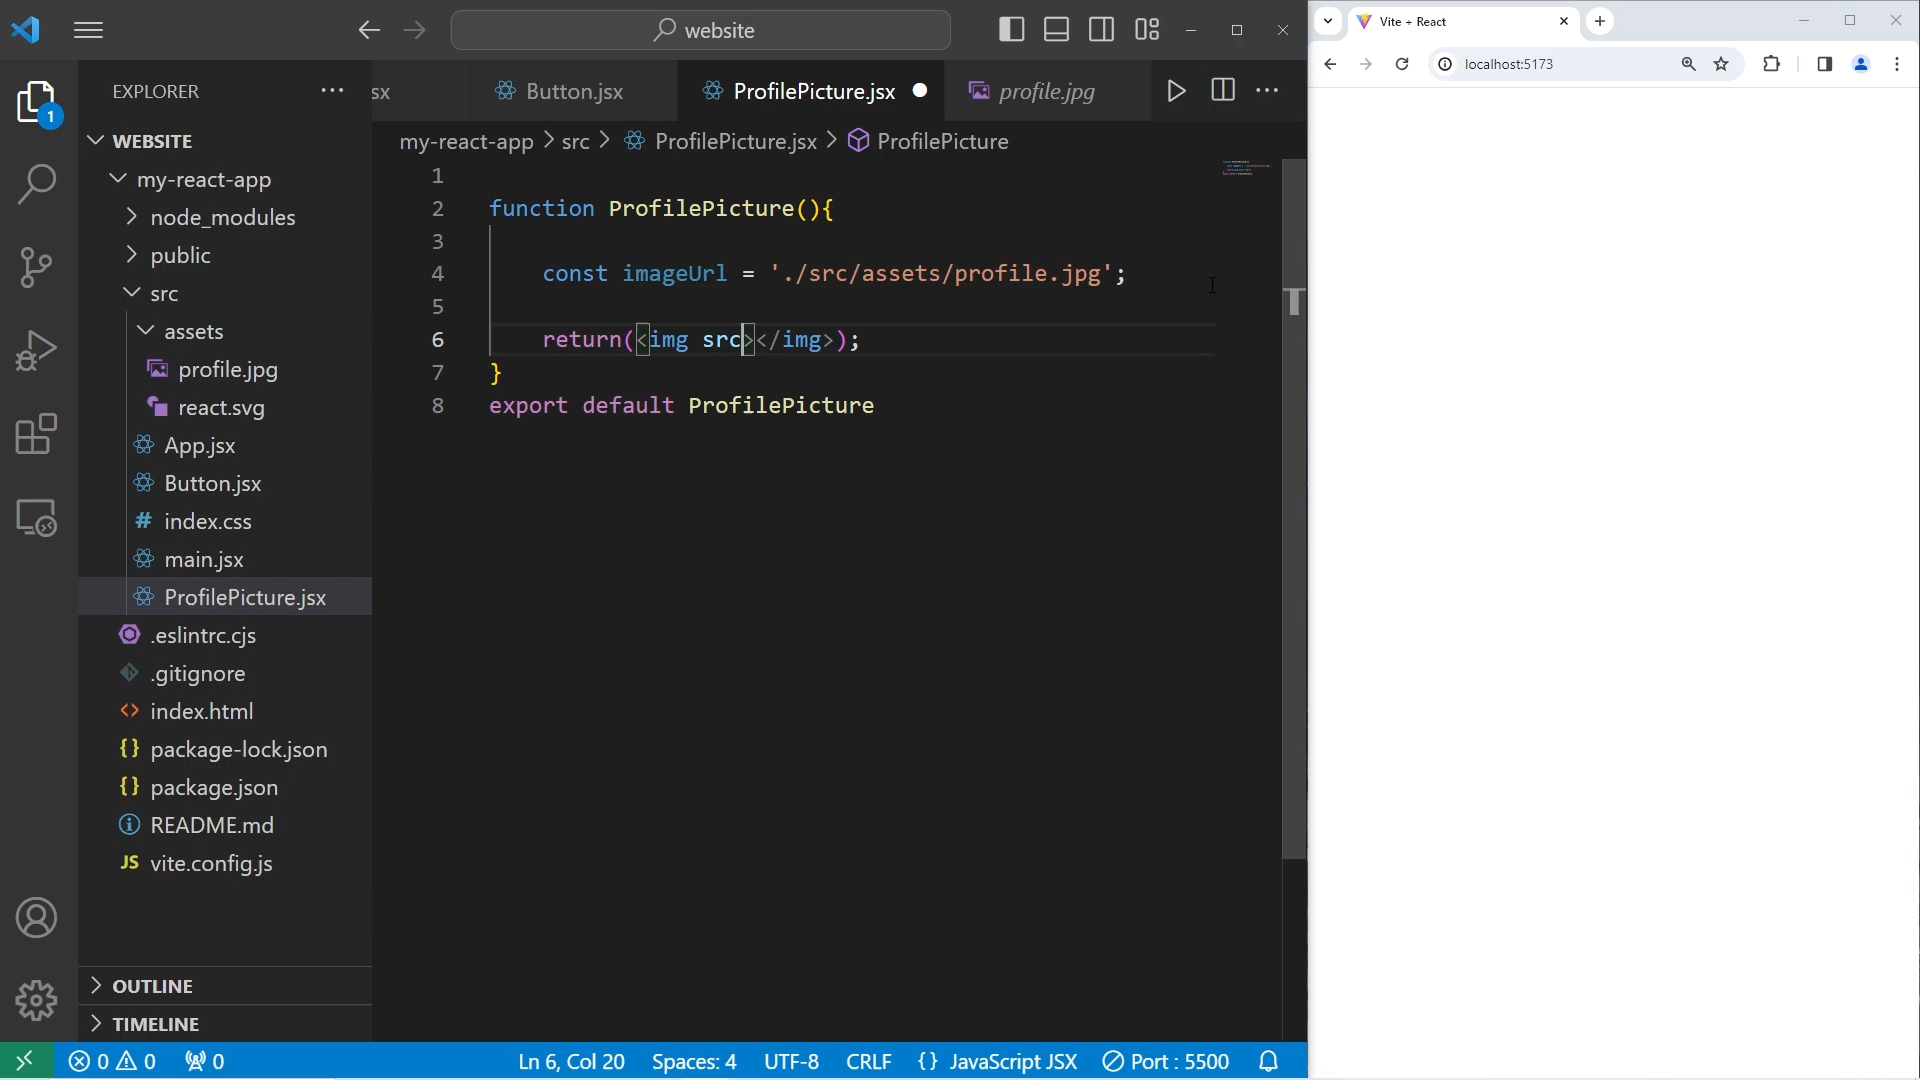 website
Vite + React
localhost:5173
EXPLORER
sx
Button.jsx
ProfilePicture.jsx
profile.jpg
my-react-app > src > ProfilePicture.jsx > ProfilePicture
1
WEBSITE
my-react-app
node_modules
public
src
assets
profile.jpg
react.svg
App.jsx
Button.jsx
index.css
main.jsx
ProfilePicture.jsx
.eslintrc.cjs
.gitignore
index.html
package-lock.json
package.json
README.md
JS vite.config.js
OUTLINE
TIMELINE
1
2 function ProfilePicture(){
3
4 const imageUrl = './src/assets/profile.jpg';
5
6 return(<img src></img>);
7 }
8 export default ProfilePicture
0 0 0 Ln 6, Col 20 Spaces: 4 UTF-8 CRLF {} JavaScript JSX Port : 5500